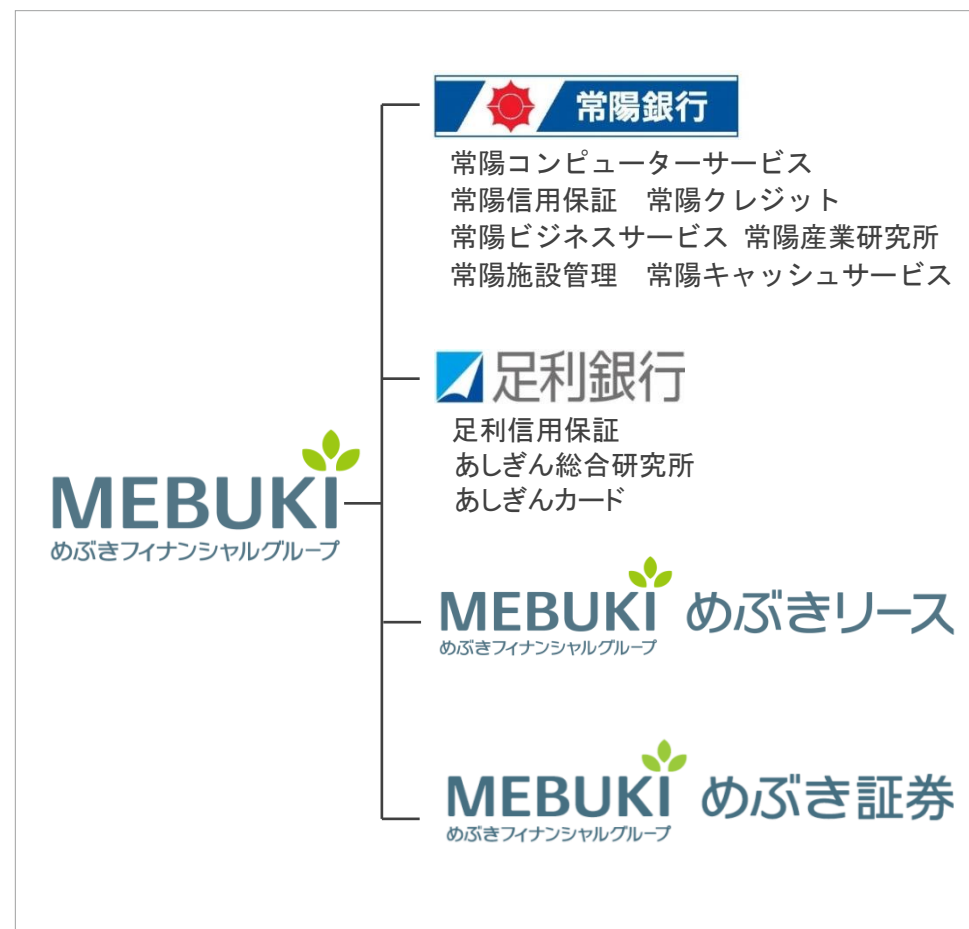 常陽銀行
常陽コンピューターサービス
常陽信用保証　常陽クレジット
常陽ビジネスサービス 常陽産業研究所
常陽施設管理　常陽キャッシュサービス
足利銀行
足利信用保証
あしぎん総合研究所
あしぎんカード
MEBUKI
めぶきフィナンシャルグループ
MEBUKI めぶきリース
めぶきフィナンシャルグループ
MEBUKI めぶき証券
めぶきフィナンシャルグループ